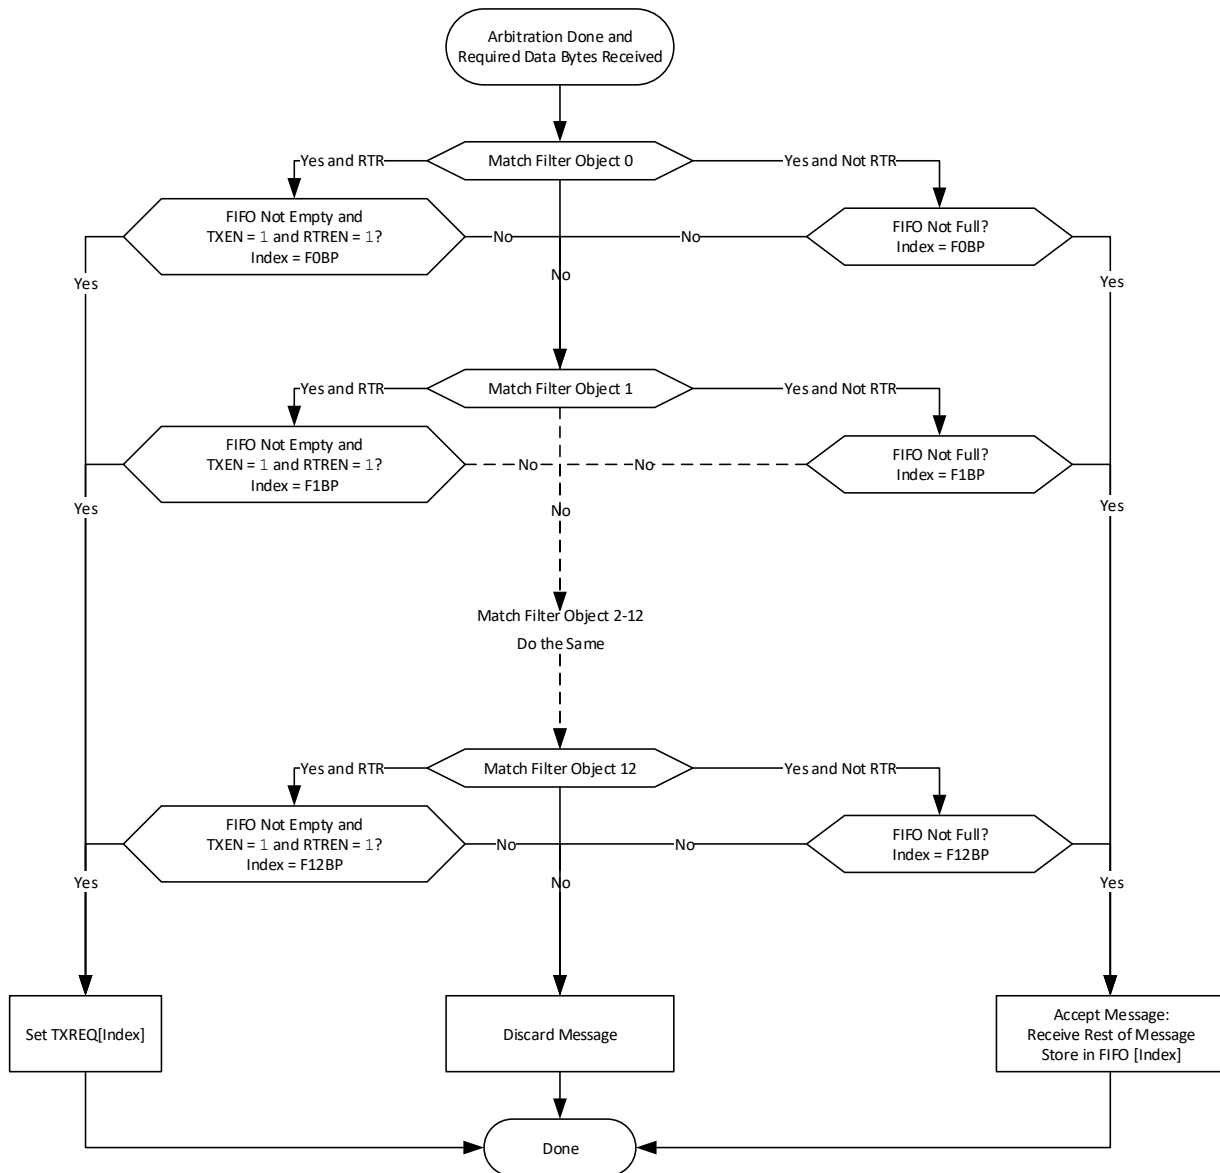 Arbitration Done and
Required Data Bytes Received
Yes and RTR
Match Filter Object 0
Yes and Not RTR
FIFO Not Empty and
TXEN = 1 and RTREN = 1?
Index = F0BP
No
No
FIFO Not Full?
Index = F0BP
Yes
No
Yes
Yes and RTR
Match Filter Object 1
Yes and Not RTR
FIFO Not Empty and
TXEN = 1 and RTREN = 1?
Index = F1BP
No
No
FIFO Not Full?
Index = F1BP
Yes
No
Yes
Match Filter Object 2-12
Do the Same
Yes and RTR
Match Filter Object 12
Yes and Not RTR
FIFO Not Empty and
TXEN = 1 and RTREN = 1?
Index = F12BP
No
No
FIFO Not Full?
Index = F12BP
Yes
No
Yes
Set TXREQ[Index]
Discard Message
Accept Message:
Receive Rest of Message
Store in FIFO [Index]
Done